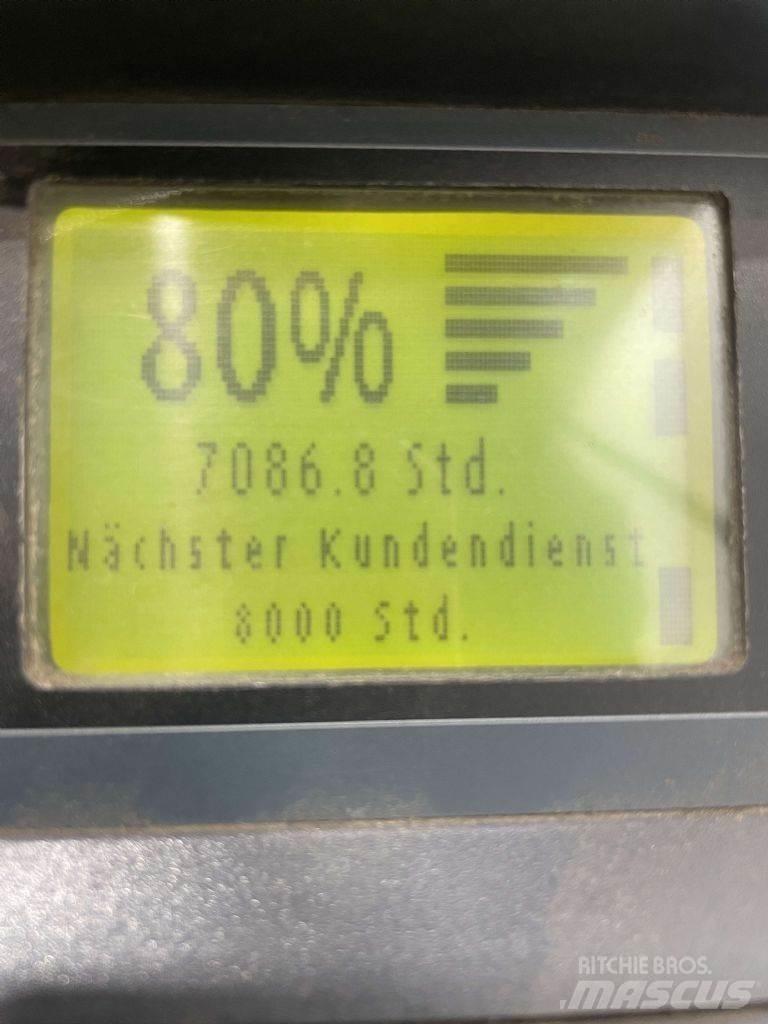 80%
7086.8 Std.
Nächster Kundendienst
8000 Std.
RITCHIE BROS.
MASCUS